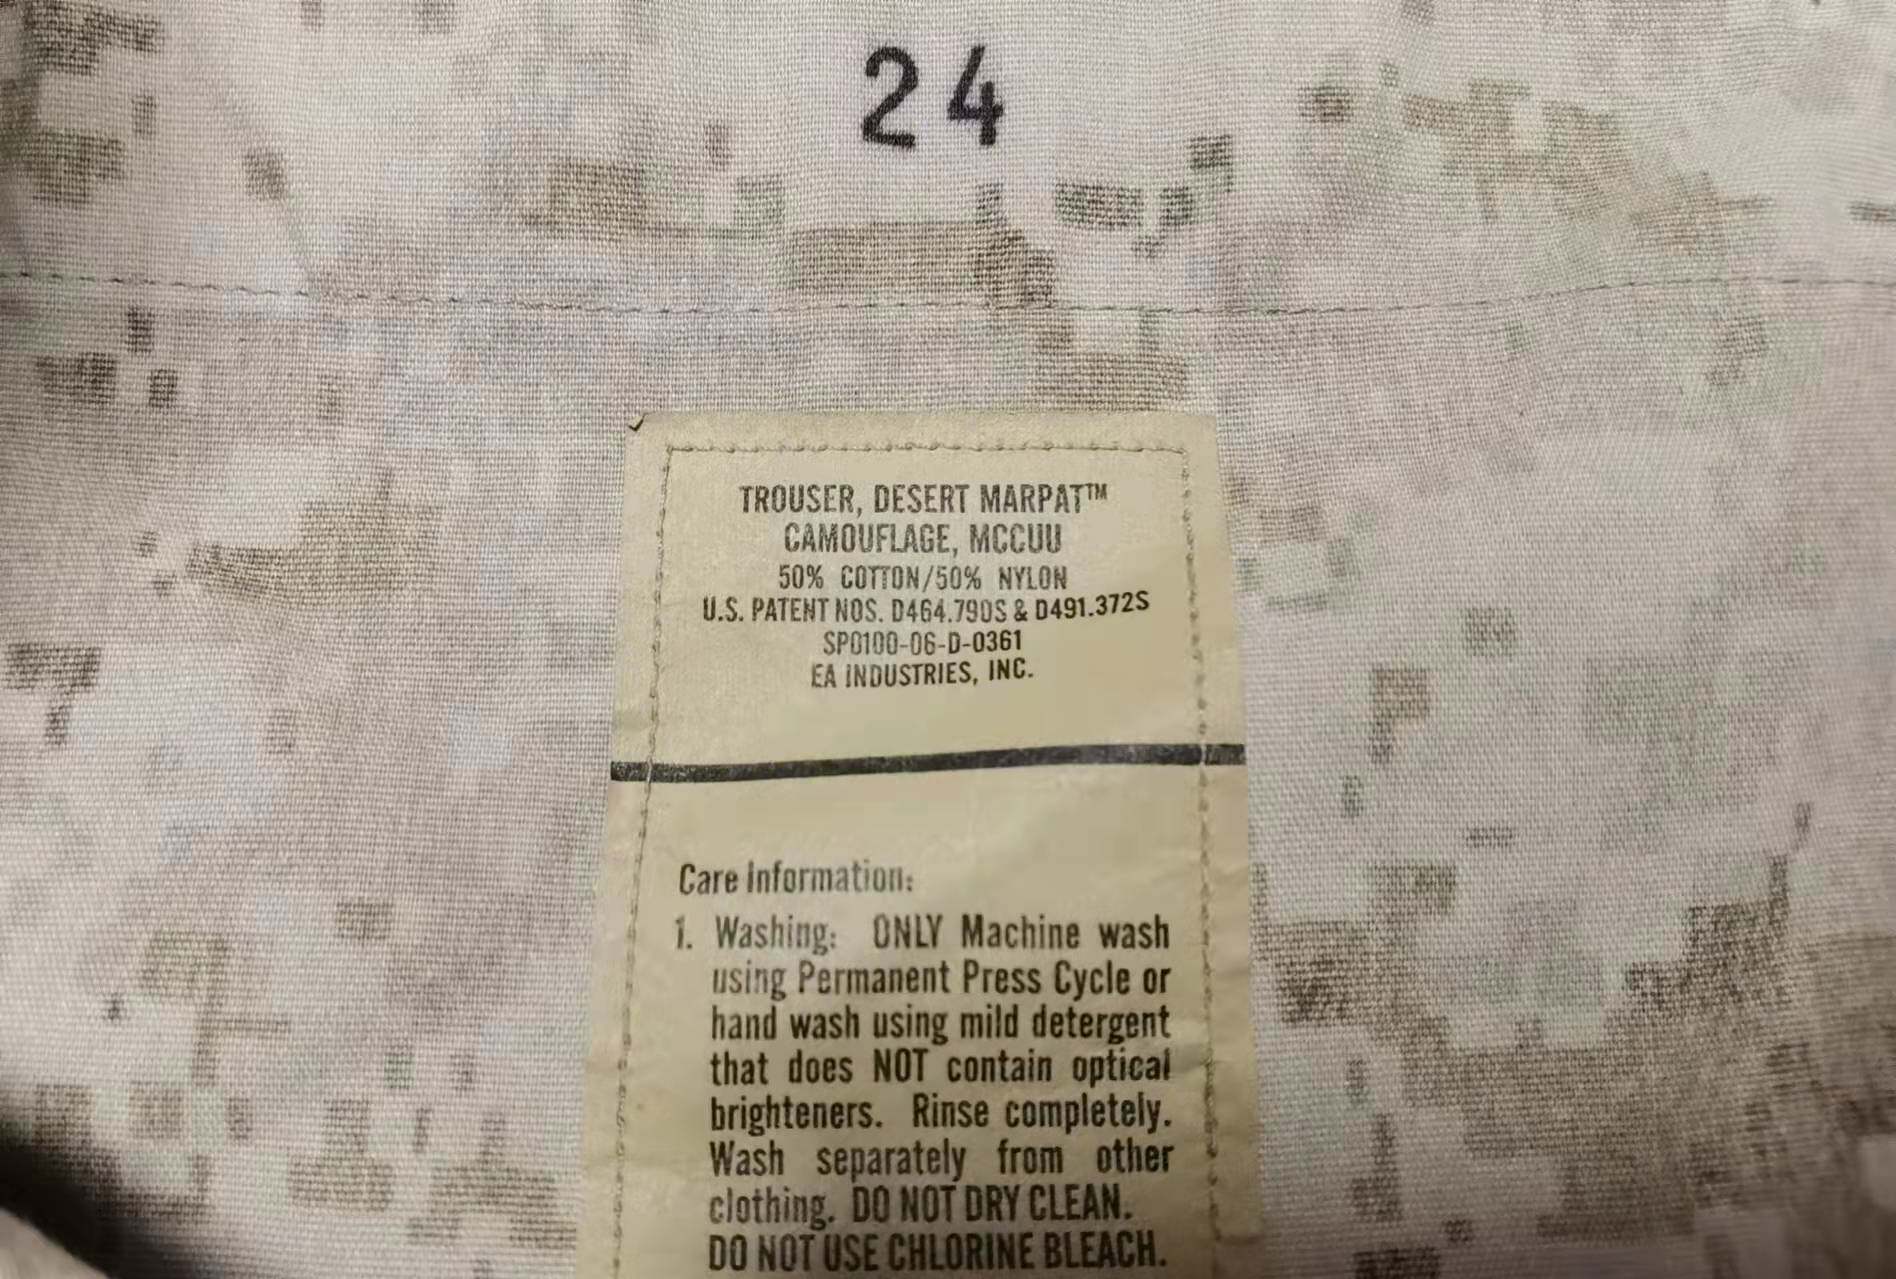 24
TROUSER, DESERT MARPAT™
CAMOUFLAGE, MCCUU
50% COTTON/50% NYLON
U.S. PATENT NOS. D464.790S & D491.372S
SP0100-06-D-0361
EA INDUSTRIES, INC.
Care Information:
1. Washing: ONLY Machine wash
using Permanent Press Cycle or
hand wash using mild detergent
that does NOT contain optical
brighteners. Rinse completely.
Wash separately from other
clothing. DO NOT DRY CLEAN.
DO NOT USE CHLORINE BLEACH.